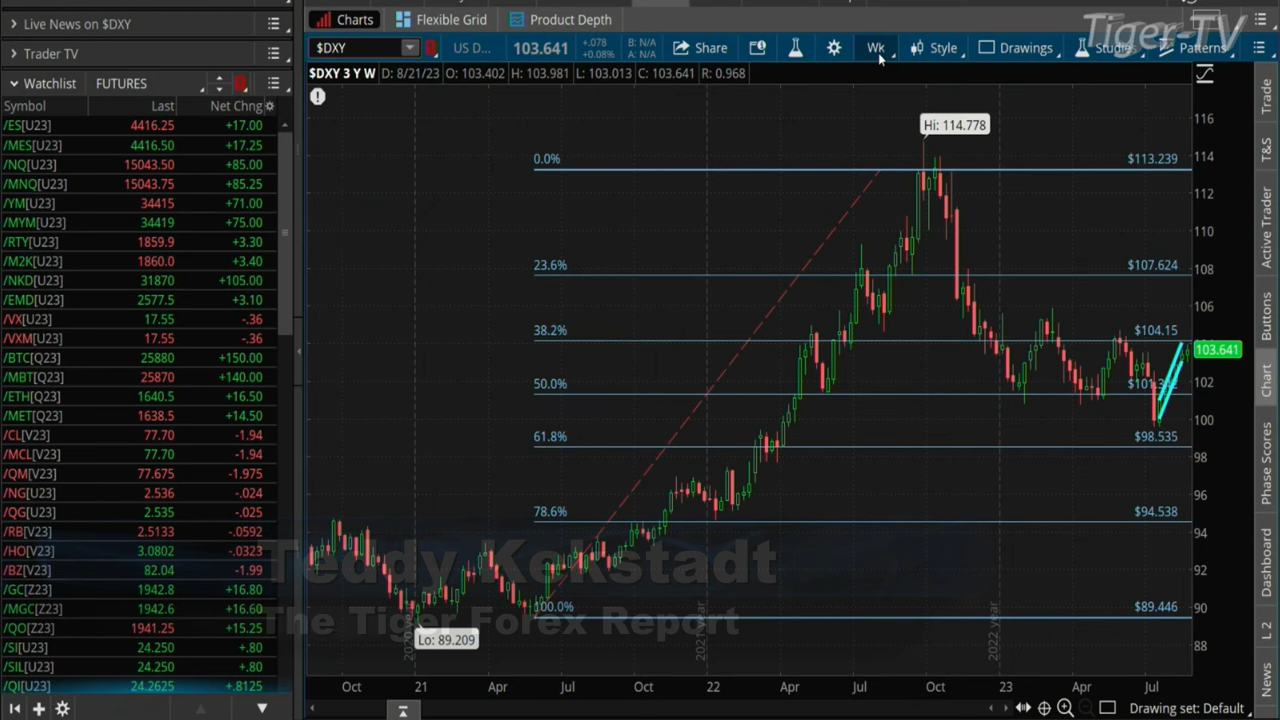 Live News on $DXY
Trader TV
Watchlist FUTURES
Symbol Last Net Chng
/ES[U23] 4416.25 +17.00
/MES[U23] 4416.50 +17.25
/NQ[U23] 15043.50 +85.00
/MNQ[U23] 15043.75 +85.25
/YM[U23] 34415 +71.00
/MYM[U23] 34419 +75.00
/RTY[U23] 1859.9 +3.30
/M2K[U23] 1860.0 +3.40
/NKD[U23] 31870 +105.00
/EMD[U23] 2577.5 +3.10
/VX[U23] 17.55 -.36
/VXM[U23] 17.55 -.36
/BTC[Q23] 25880 +150.00
/MBT[Q23] 25870 +140.00
/ETH[Q23] 1640.5 +16.50
/MET[Q23] 1638.5 +14.50
/CL[V23] 77.70 -1.94
/MCL[V23] 77.70 -1.94
/QM[V23] 77.675 -1.975
/NG[U23] 2.536 -.024
/QG[U23] 2.535 -.025
/RB[V23] 2.5133 -.0592
/HO[V23] 3.0802 -.0323
/BZ[V23] 82.04 -1.99
/GC[Z23] 1942.8 +16.80
/MGC[Z23] 1942.6 +16.60
/QO[Z23] 1941.25 +15.25
/SI[U23] 24.250 +.80
/SIL[U23] 24.250 +.80
/QI[U23] 24.2625 +.8125
Charts Flexible Grid Product Depth
Tiger-TV
$DXY US D... 103.641 +.078 +0.08% B: N/A A: N/A Share Wk Style Drawings Studies Patterns
$DXY 3 Y W D: 8/21/23 O: 103.402 H: 103.981 L: 103.013 C: 103.641 R: 0.968
Hi: 114.778
0.0% $113.239
23.6% $107.624
38.2% $104.15
50.0%
61.8% $98.535
78.6% $94.538
100.0% $89.446
Lo: 89.209
116
114
112
110
108
106
103.641
102
100
98
96
94
92
90
88
Teddy Kekstadt
The Tiger Forex Report
2020 year
2021 year
2022 year
Oct 21 Apr Jul Oct 22 Apr Jul Oct 23 Apr Jul
Drawing set: Default
Trade
T&S
Active Trader
Buttons
Chart
Phase Scores
Dashboard
L 2
News